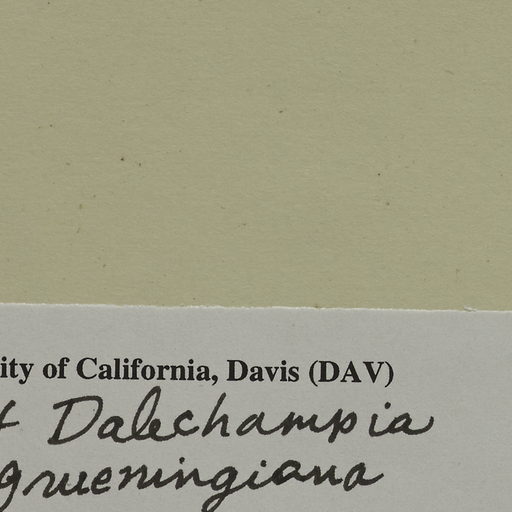 ity of California, Davis (DAV)
f Dalechampia
grueningiana